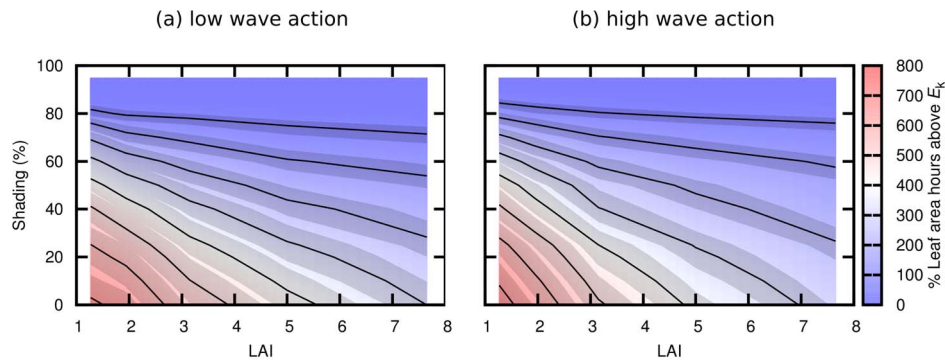 (a) low wave action
(b) high wave action
100
80
60
40
20
0
Shading (%)
1 2 3 4 5 6 7 8
LAI
1 2 3 4 5 6 7 8
LAI
800
700
600
500
400
300
200
100
0
% Leaf area hours above Ek